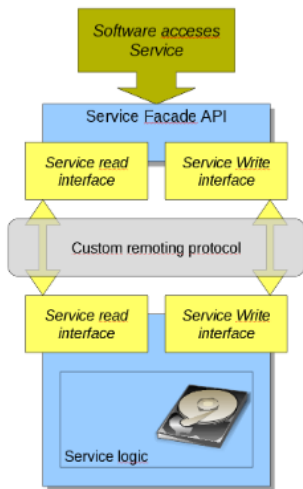 Software acceses
Service
Service Facade API
Service read
interface
Service Write
interface
Custom remoting protocol
Service read
interface
Service Write
interface
Service logic